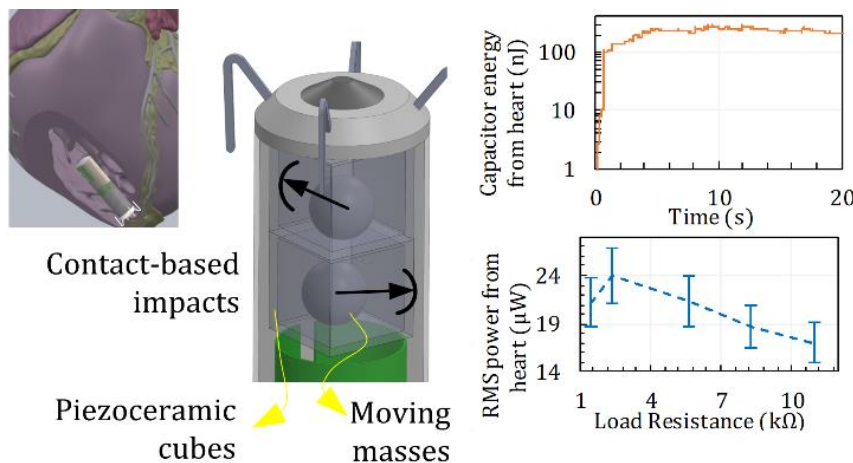 Contact-based
impacts
Piezoceramic
cubes
Moving
masses
Capacitor energy
from heart (nJ)
100
10
1
0
10
20
Time (s)
RMS power from
heart (µW)
24
19
14
1
4
7
10
Load Resistance (kΩ)